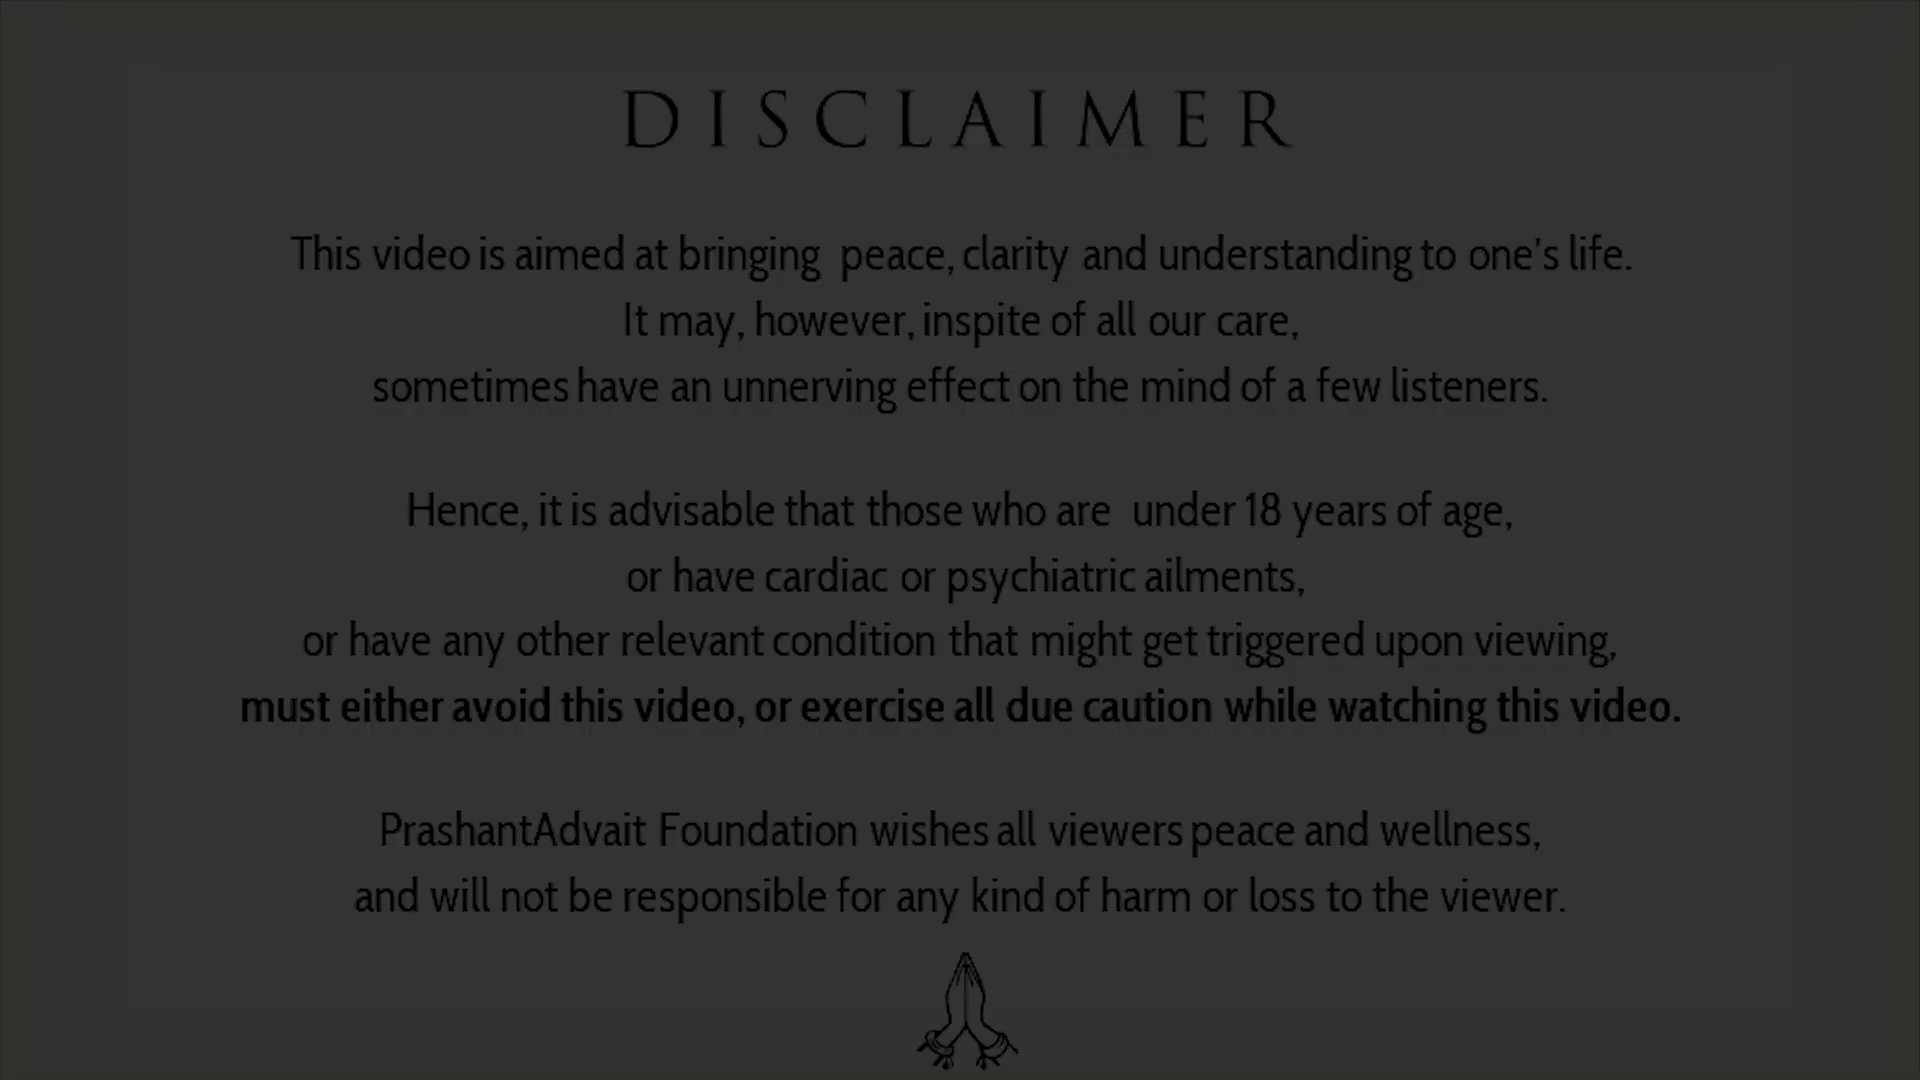 DISCLAIMER
This video is aimed at bringing peace, clarity and understanding to one's life.
It may, however, inspite of all our care,
sometimes have an unnerving effect on the mind of a few listeners.
Hence, it is advisable that those who are under 18 years of age,
or have cardiac or psychiatric ailments,
or have any other relevant condition that might get triggered upon viewing,
must either avoid this video, or exercise all due caution while watching this video.
PrashantAdvait Foundation wishes all viewers peace and wellness,
and will not be responsible for any kind of harm or loss to the viewer.